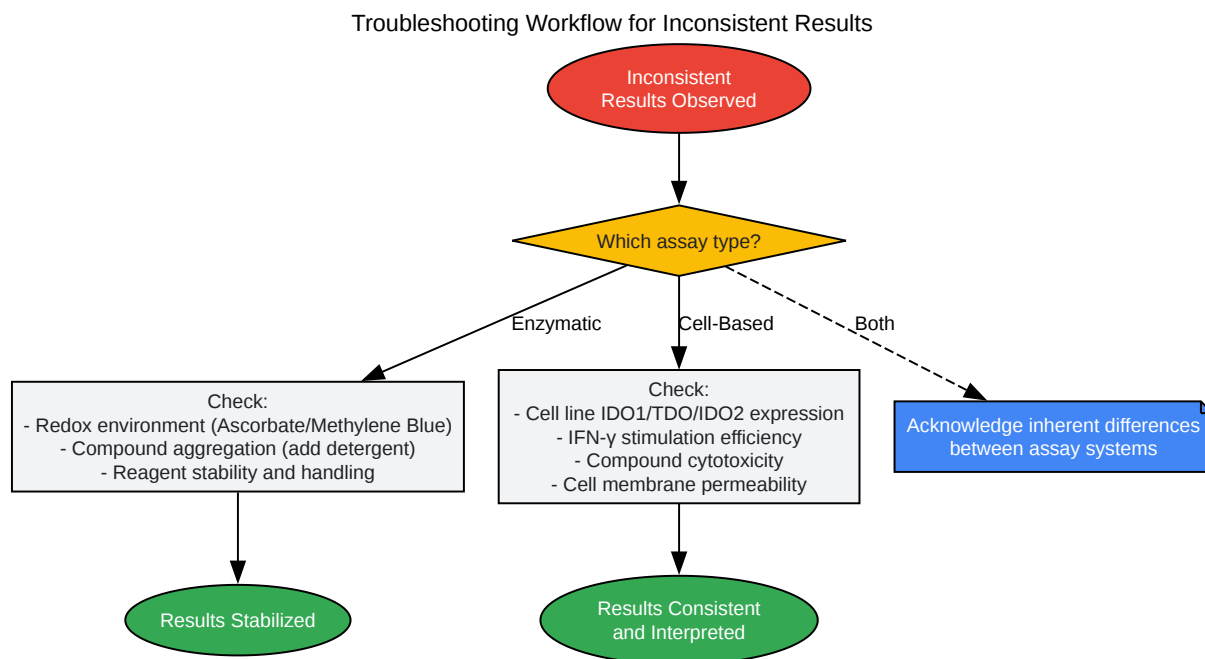 Troubleshooting Workflow for Inconsistent Results
Inconsistent
Results Observed
Which assay type?
Enzymatic
Cell-Based
Both
Check:
- Redox environment (Ascorbate/Methylene Blue)
- Compound aggregation (add detergent)
- Reagent stability and handling
Check:
- Cell line IDO1/TDO/IDO2 expression
- IFN-γ stimulation efficiency
- Compound cytotoxicity
- Cell membrane permeability
Acknowledge inherent differences
between assay systems
Results Stabilized
Results Consistent
and Interpreted